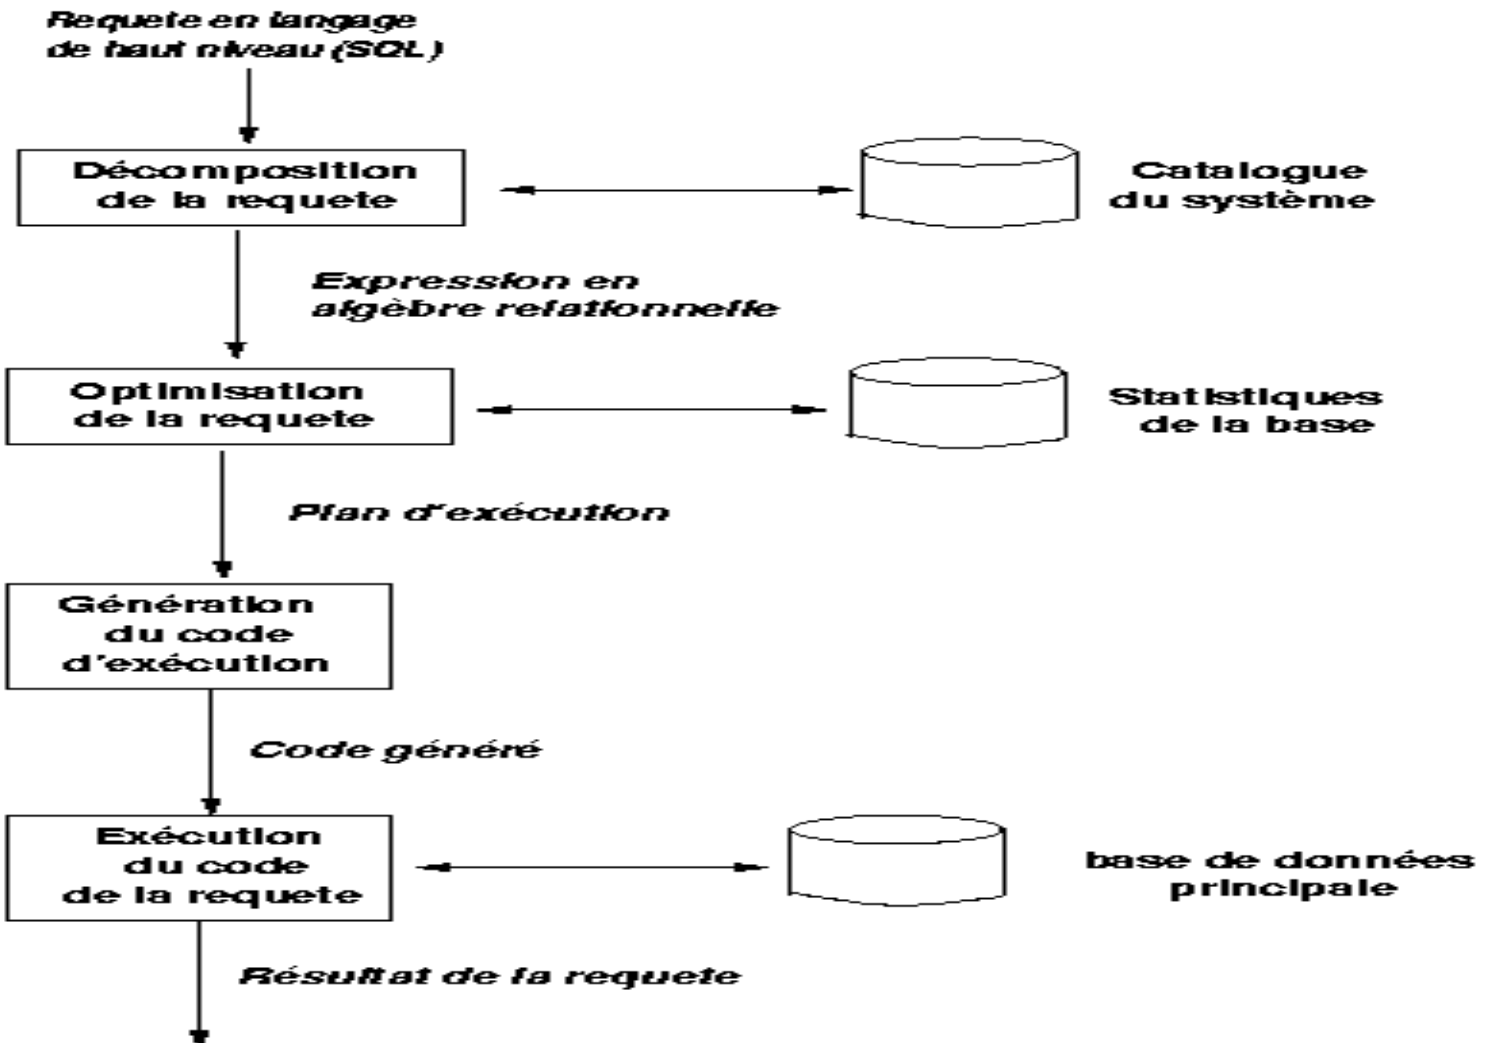 Requete en langage
de haut niveau (SQL)
Décomposition
de la requete
Catalogue
du système
Expression en
algèbre relationnelle
Optimisation
de la requete
Statistiques
de la base
Plan d'exécution
Génération
du code
d'exécution
Code généré
Exécution
du code
de la requete
base de données
principale
Résultat de la requete